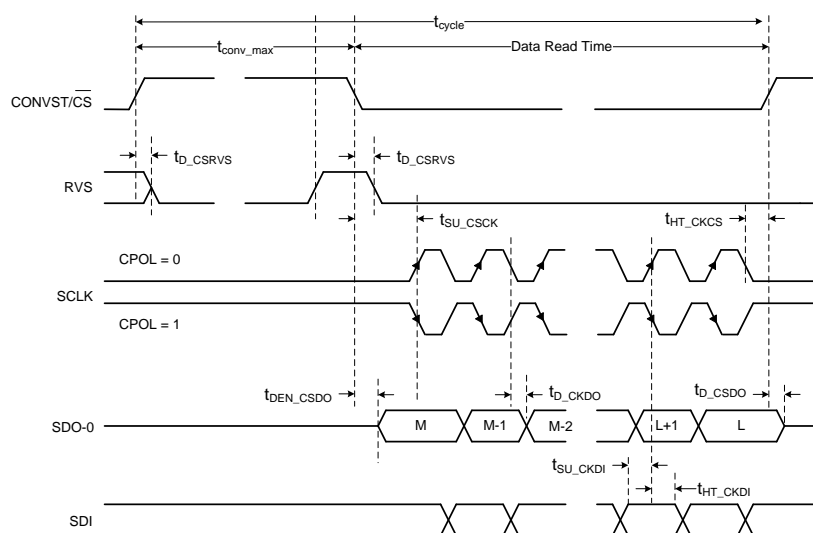 tcycle
tconv_max
Data Read Time
CONVST/CS
tD_CSRVS
tD_CSRVS
RVS
tSU_CSCK
tHT_CKCS
CPOL = 0
SCLK
CPOL = 1
tDEN_CSDO
tD_CKDO
tD_CSDO
SDO-0
M
M-1
M-2
L+1
L
tSU_CKDI
tHT_CKDI
SDI